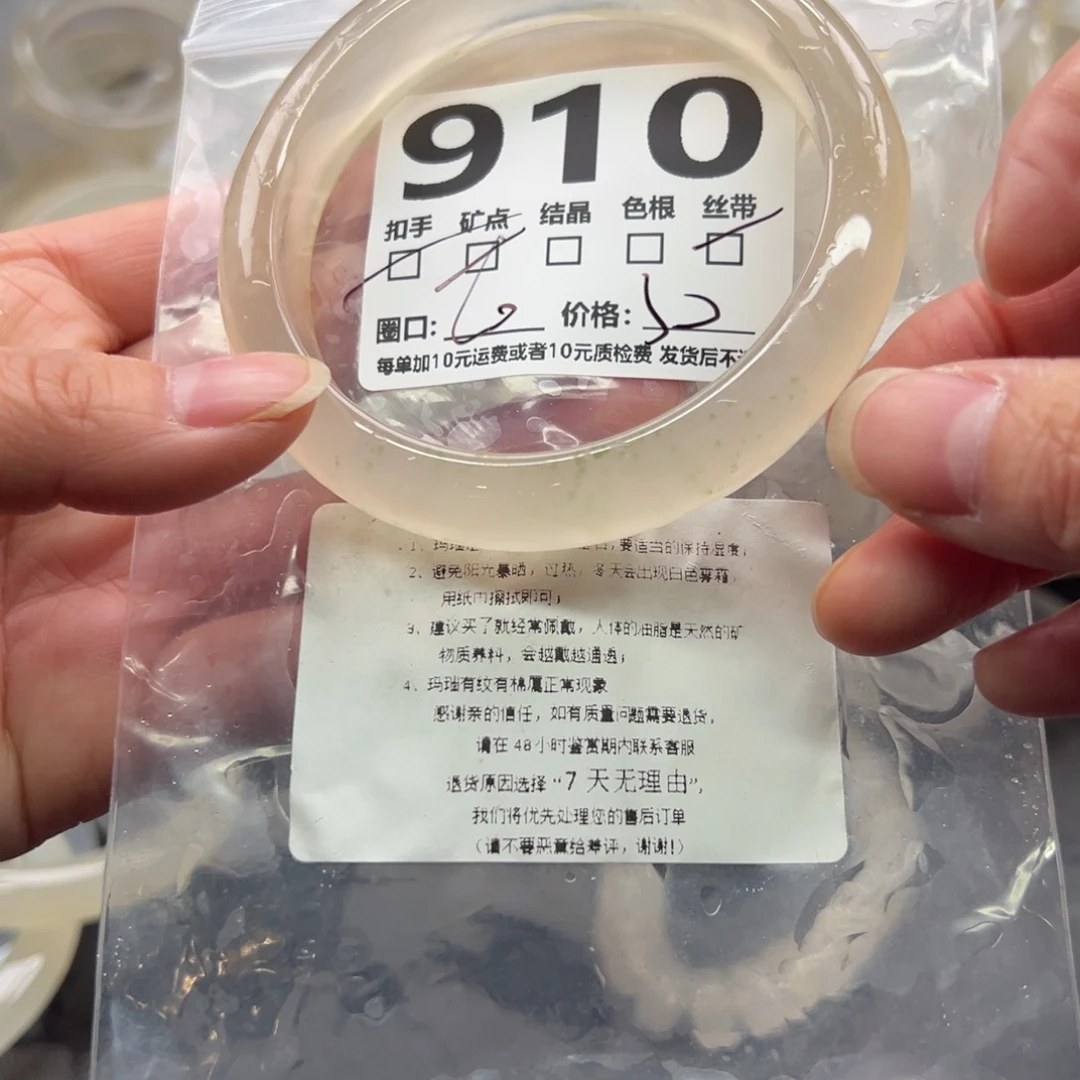 910
扣手 矿点 结晶 色根 丝带
圈口： 价格：
每单加10元运费或者10元质检费 发货后不
要适当的保持湿度；
2、避免阳光暴晒，过热，冬天会出现白色雾霜，
用纸巾擦拭即可；
3、建议买了就经常佩戴，人体的油脂是天然的矿
物质养料，会越戴越通透；
4、玛瑙有纹有棉属正常现象
感谢亲的信任，如有质量问题需要退货，
请在48小时鉴赏期内联系客服
退货原因选择“7天无理由”，
我们将优先处理您的售后订单
（请不要恶意给差评，谢谢！）